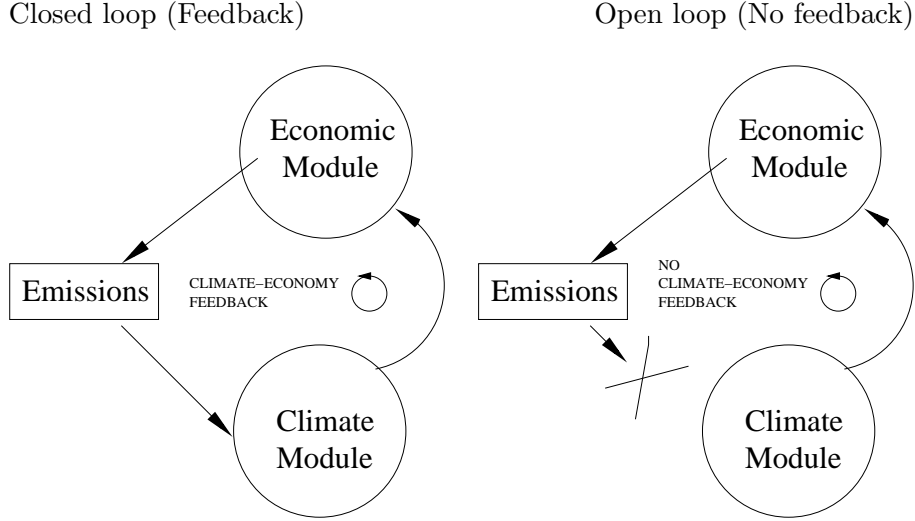 Closed loop (Feedback)
Open loop (No feedback)
Economic
Module
Emissions
CLIMATE–ECONOMY
FEEDBACK
Climate
Module
Economic
Module
Emissions
NO
CLIMATE–ECONOMY
FEEDBACK
Climate
Module